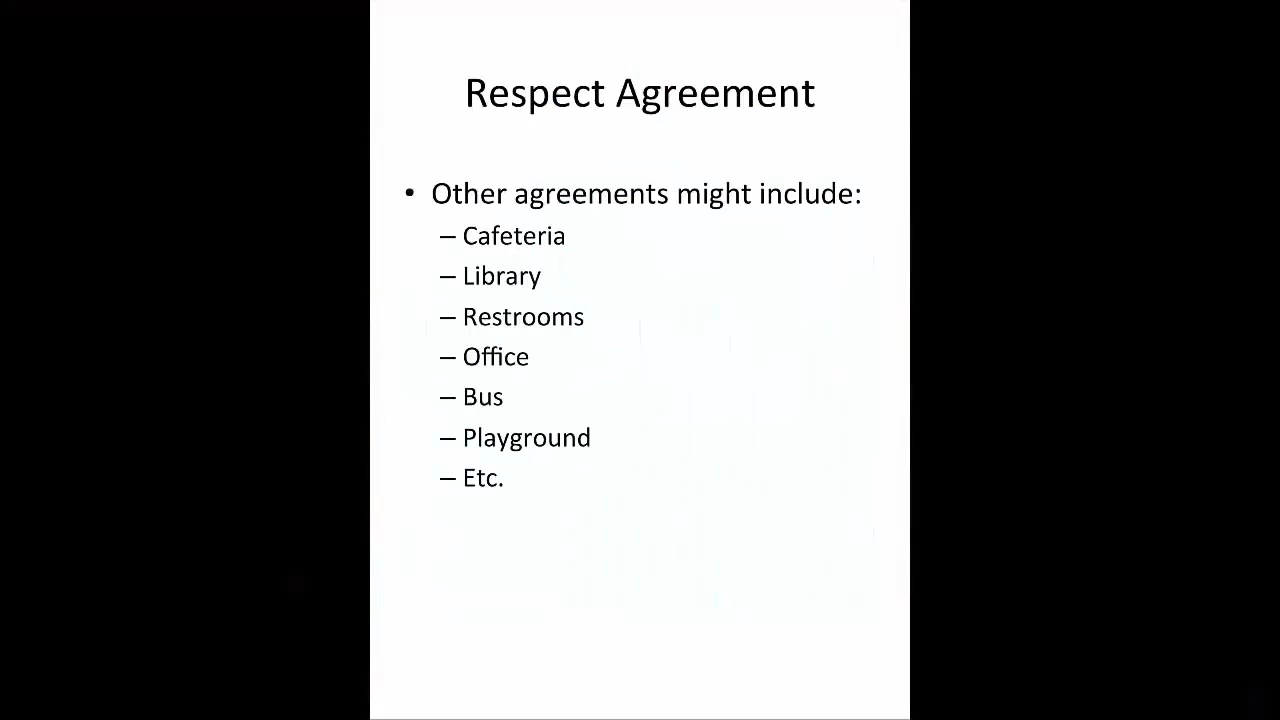 Respect Agreement
• Other agreements might include:
– Cafeteria
– Library
– Restrooms
– Office
– Bus
– Playground
– Etc.